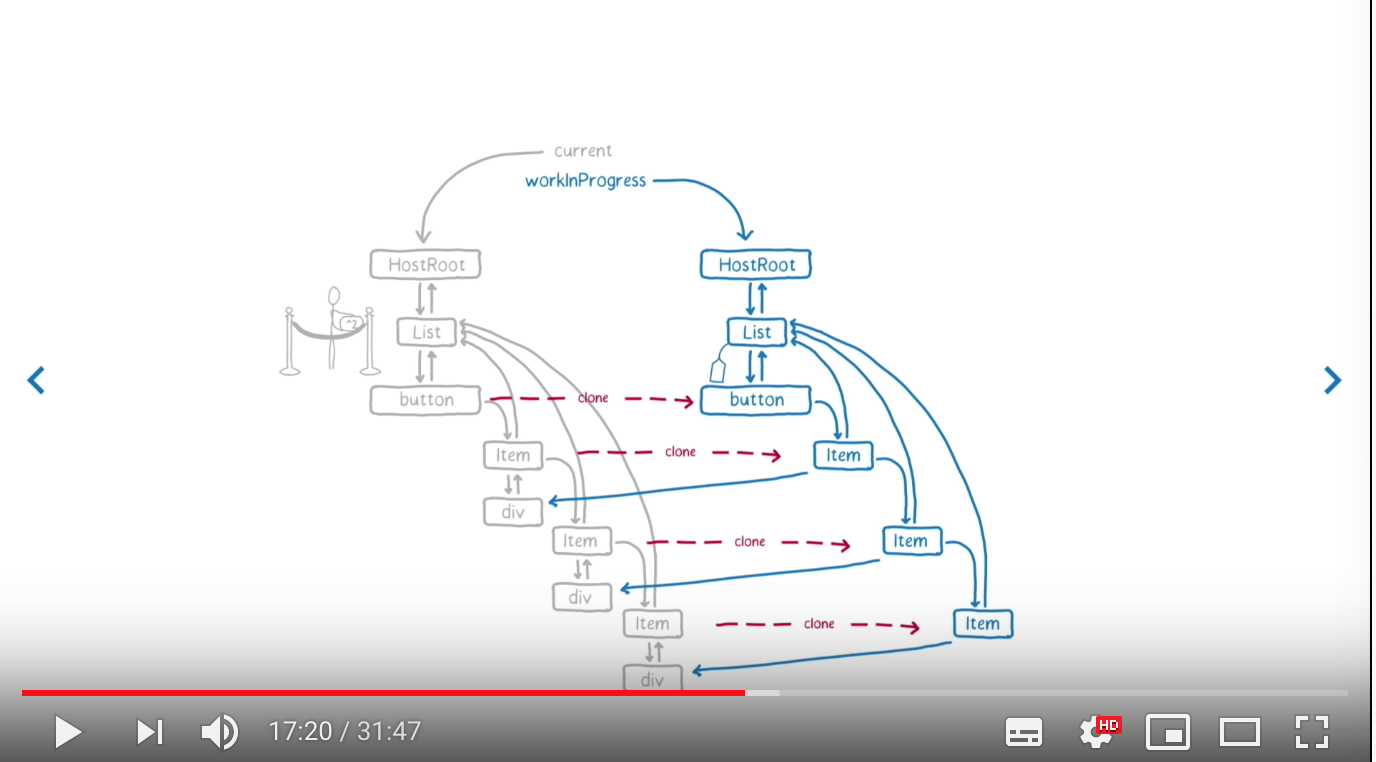 current
workInProgress
HostRoot HostRoot
^2
List List
button clone button
Item clone Item
div
Item clone Item
div
Item clone Item
div
17:20 / 31:47
HD